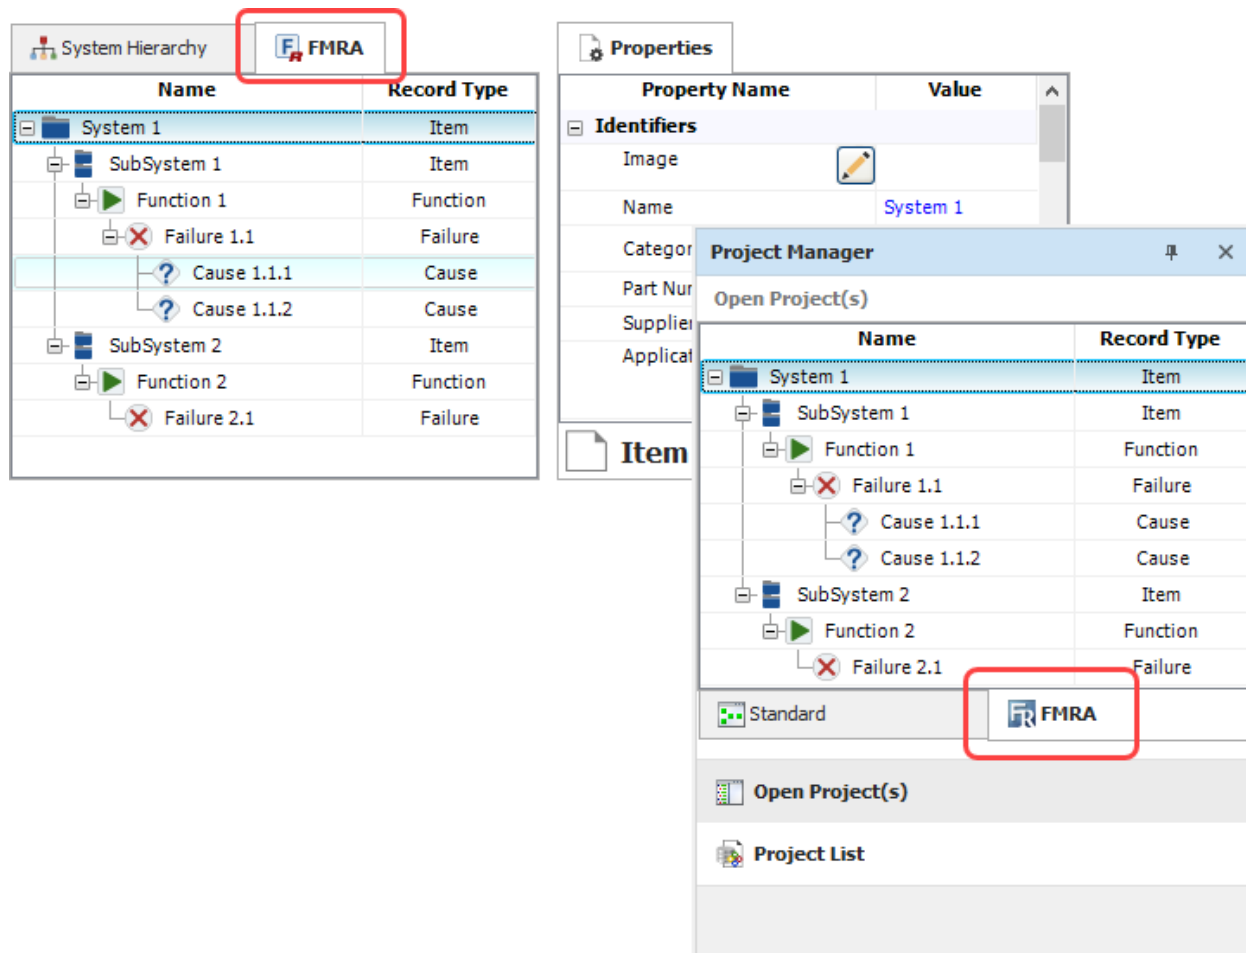 System Hierarchy
FMRA
Name Record Type
System 1 Item
SubSystem 1 Item
Function 1 Function
Failure 1.1 Failure
Cause 1.1.1 Cause
Cause 1.1.2 Cause
SubSystem 2 Item
Function 2 Function
Failure 2.1 Failure
Properties
Property Name Value
Identifiers
Image
Name System 1
Categor
Part Nur
Supplier
Applicat
Item
Project Manager
Open Project(s)
Name Record Type
System 1 Item
SubSystem 1 Item
Function 1 Function
Failure 1.1 Failure
Cause 1.1.1 Cause
Cause 1.1.2 Cause
SubSystem 2 Item
Function 2 Function
Failure 2.1 Failure
Standard
FMRA
Open Project(s)
Project List